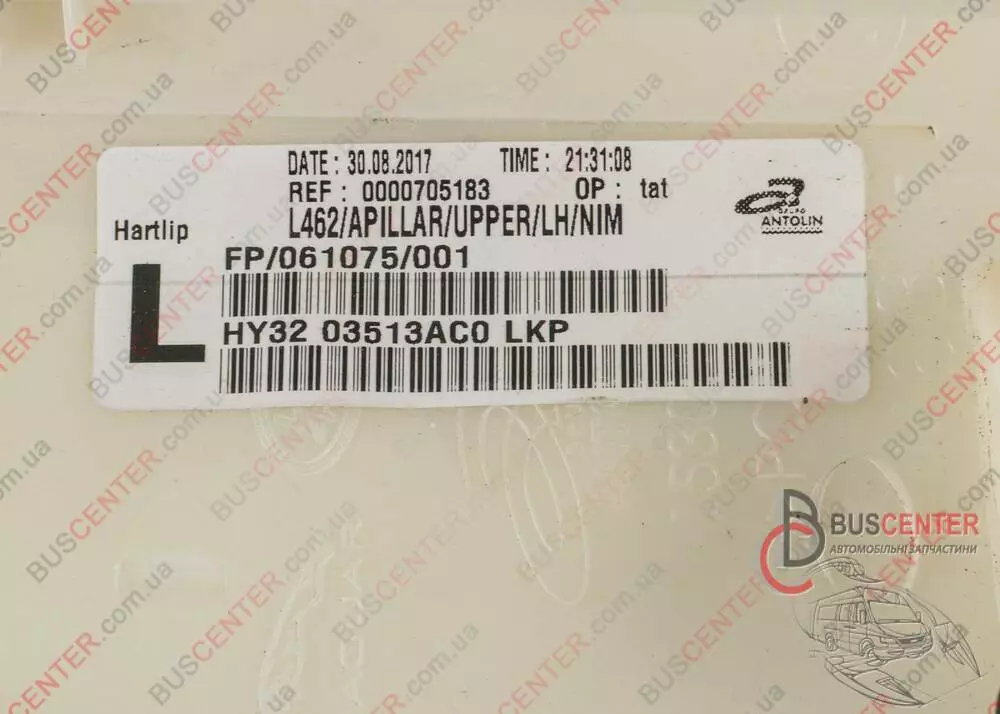 DATE : 30.08.2017 TIME : 21:31:08
REF : 0000705183 OP : tat
L462/APILLAR/UPPER/LH/NIM
GRUPO
ANTOLIN
Hartlip
FP/061075/001
L
HY32 03513AC0 LKP
BUSCENTER
АВТОМОБІЛЬНІ ЗАПЧАСТИНИ
BUSCENTER.com.ua